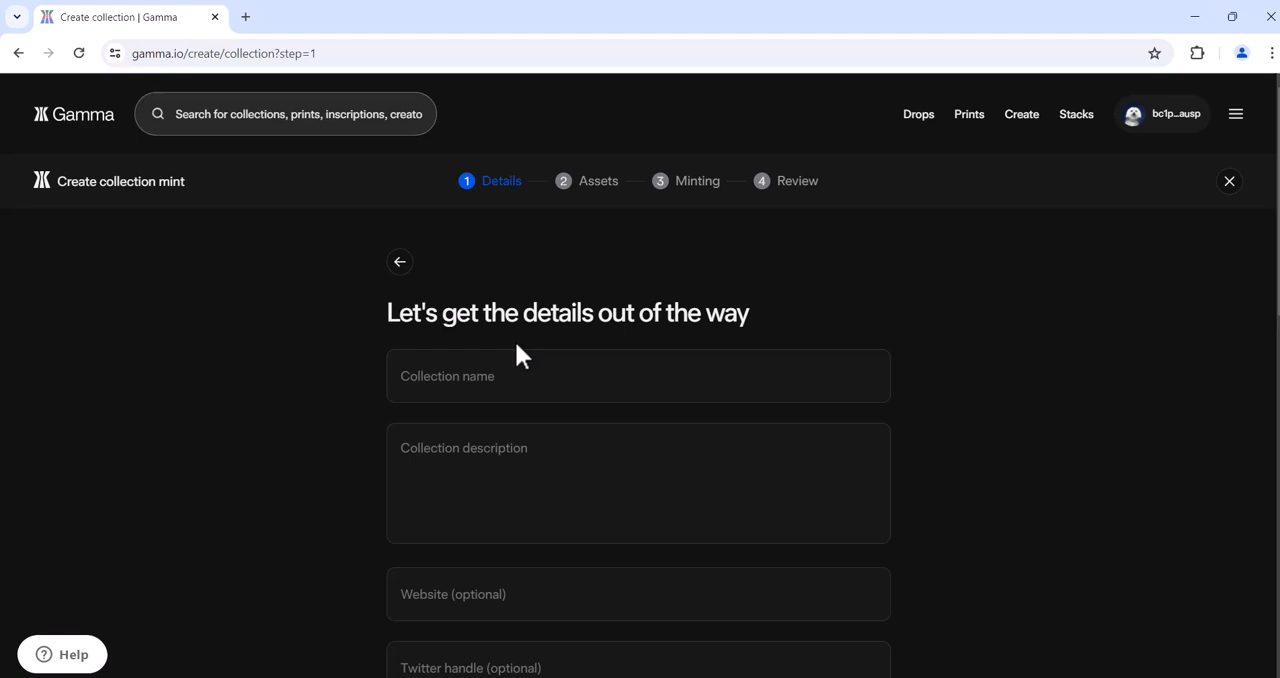 Create collection | Gamma
gamma.io/create/collection?step=1
Gamma
Search for collections, prints, inscriptions, creato
Drops Prints Create Stacks bc1p...ausp
Create collection mint
1 Details 2 Assets 3 Minting 4 Review
Let's get the details out of the way
Collection name
Collection description
Website (optional)
Help
Twitter handle (optional)